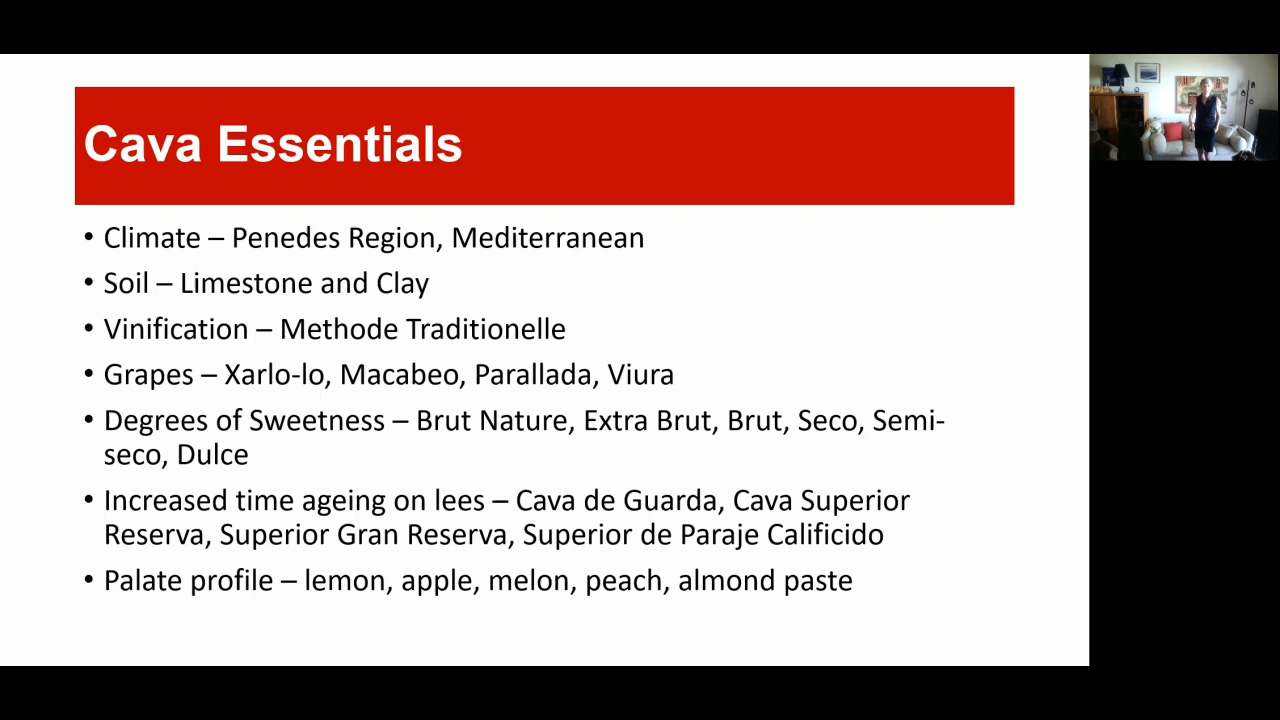 Cava Essentials
• Climate – Penedes Region, Mediterranean
• Soil – Limestone and Clay
• Vinification – Methode Traditionelle
• Grapes – Xarlo-lo, Macabeo, Parallada, Viura
• Degrees of Sweetness – Brut Nature, Extra Brut, Brut, Seco, Semi-
seco, Dulce
• Increased time ageing on lees – Cava de Guarda, Cava Superior
Reserva, Superior Gran Reserva, Superior de Paraje Calificido
• Palate profile – lemon, apple, melon, peach, almond paste